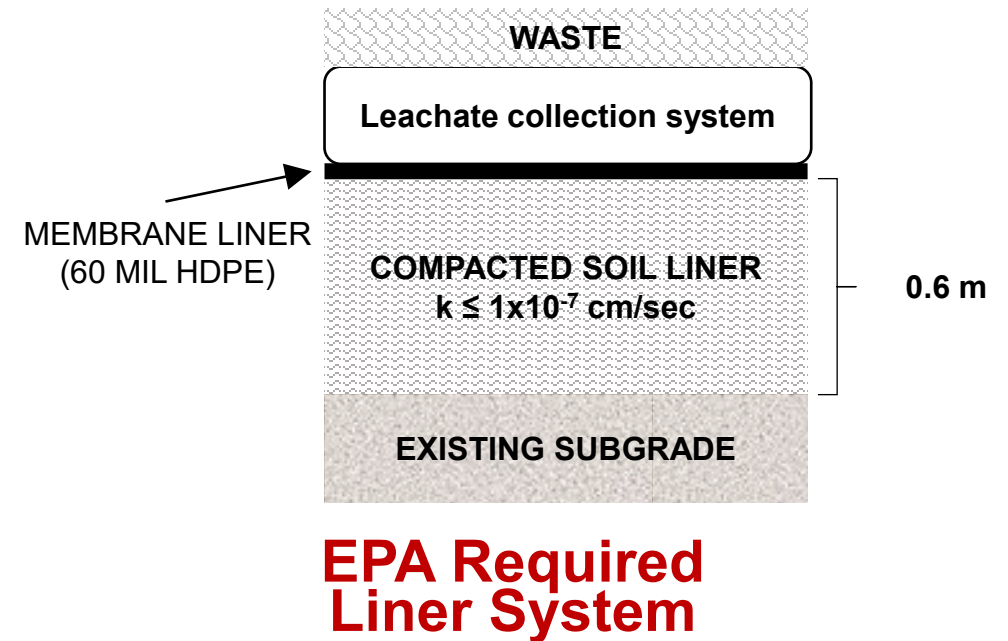 WASTE
Leachate collection system
MEMBRANE LINER
(60 MIL HDPE)
COMPACTED SOIL LINER
k ≤ 1x10⁻⁷ cm/sec
0.6 m
EXISTING SUBGRADE
EPA Required
Liner System